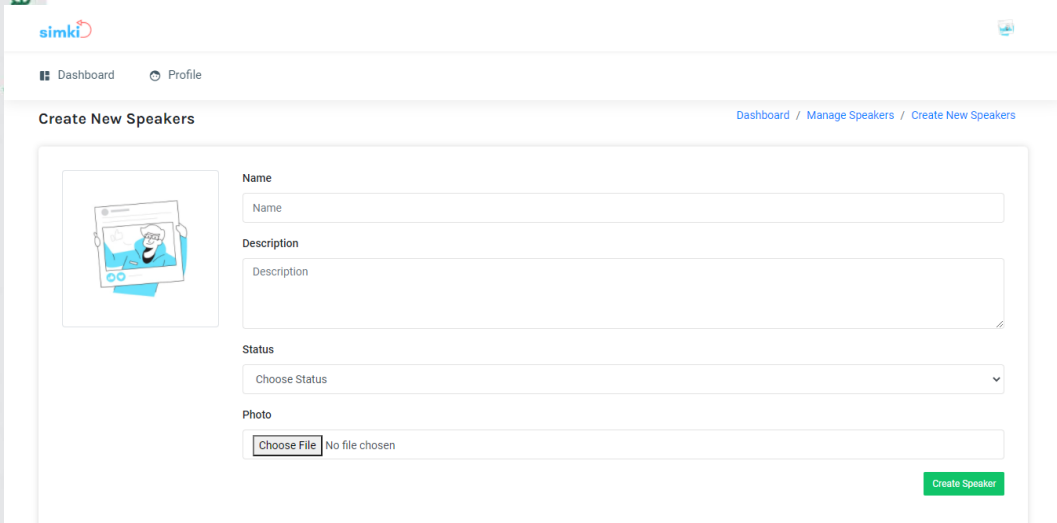 simki
Dashboard Profile
Create New Speakers
Dashboard / Manage Speakers / Create New Speakers
Name
Name
Description
Description
Status
Choose Status
Photo
Choose File No file chosen
Create Speaker